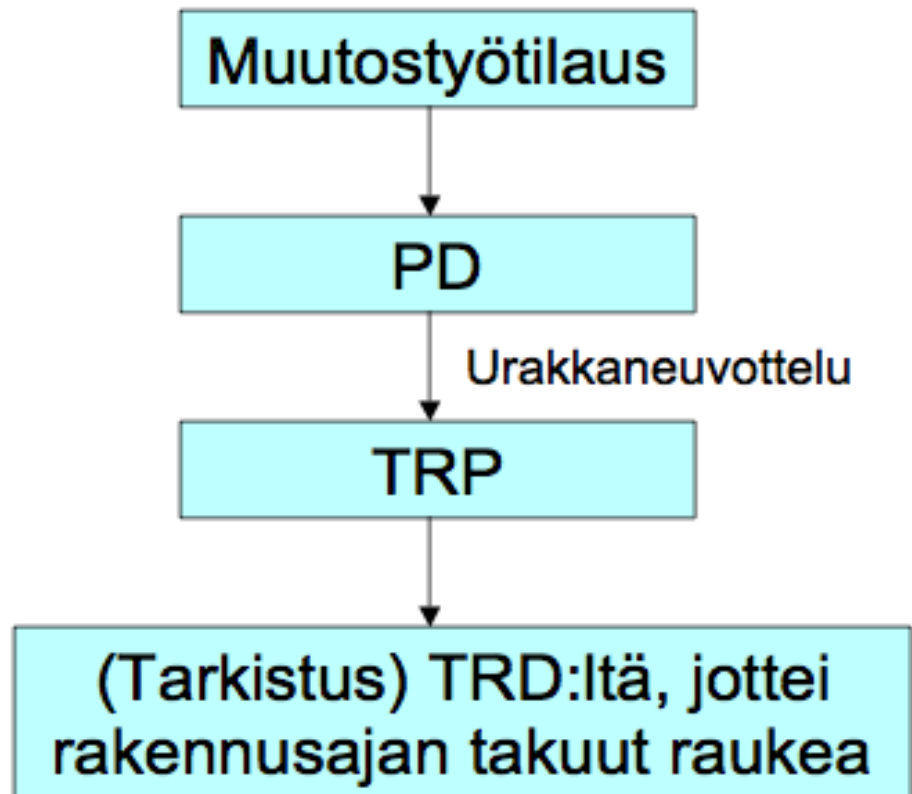 Muutostyötilaus
PD
Urakkaneuvottelu
TRP
(Tarkistus) TRD:ltä, jottei
rakennusajan takuut raukea